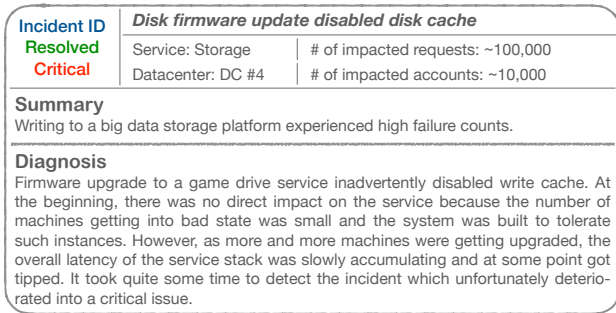 Incident ID
Resolved
Critical
Disk firmware update disabled disk cache
Service: Storage
# of impacted requests: ~100,000
Datacenter: DC #4
# of impacted accounts: ~10,000
Summary
Writing to a big data storage platform experienced high failure counts.
Diagnosis
Firmware upgrade to a game drive service inadvertently disabled write cache. At
the beginning, there was no direct impact on the service because the number of
machines getting into bad state was small and the system was built to tolerate
such instances. However, as more and more machines were getting upgraded, the
overall latency of the service stack was slowly accumulating and at some point got
tipped. It took quite some time to detect the incident which unfortunately deterio-
rated into a critical issue.